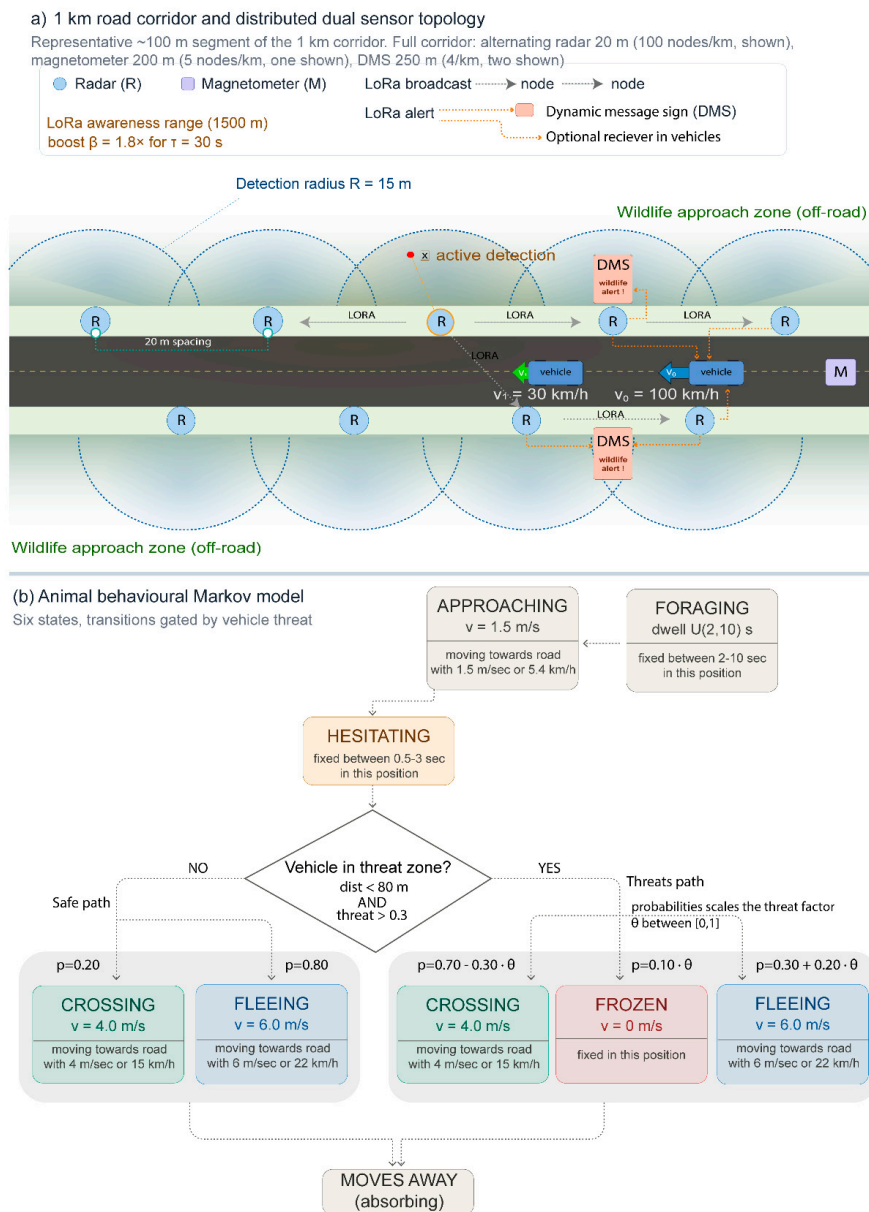 a) 1 km road corridor and distributed dual sensor topology
Representative ~100 m segment of the 1 km corridor. Full corridor: alternating radar 20 m (100 nodes/km, shown),
magnetometer 200 m (5 nodes/km, one shown), DMS 250 m (4/km, two shown)
Radar (R)
Magnetometer (M)
LoRa broadcast
node
node
LoRa alert
Dynamic message sign (DMS)
Optional reciever in vehicles
LoRa awareness range (1500 m)
boost β = 1.8× for τ = 30 s
Detection radius R = 15 m
Wildlife approach zone (off-road)
x active detection
DMS
wildlife
alert !
R
R
LORA
R
LORA
R
LORA
R
20 m spacing
LORA
v₁
vehicle
v₀
vehicle
M
v₁ = 30 km/h
v₀ = 100 km/h
R
R
R
LORA
R
DMS
wildlife
alert !
Wildlife approach zone (off-road)
(b) Animal behavioural Markov model
Six states, transitions gated by vehicle threat
APPROACHING
v = 1.5 m/s
moving towards road
with 1.5 m/sec or 5.4 km/h
FORAGING
dwell U(2,10) s
fixed between 2-10 sec
in this position
HESITATING
fixed between 0.5-3 sec
in this position
Vehicle in threat zone?
dist < 80 m
AND
threat > 0.3
NO
YES
Safe path
Threats path
probabilities scales the threat factor
θ between [0,1]
p=0.20
p=0.80
p=0.70 - 0.30 · θ
p=0.10 · θ
p=0.30 + 0.20 · θ
CROSSING
v = 4.0 m/s
moving towards road
with 4 m/sec or 15 km/h
FLEEING
v = 6.0 m/s
moving towards road
with 6 m/sec or 22 km/h
CROSSING
v = 4.0 m/s
moving towards road
with 4 m/sec or 15 km/h
FROZEN
v = 0 m/s
fixed in this position
FLEEING
v = 6.0 m/s
moving towards road
with 6 m/sec or 22 km/h
MOVES AWAY
(absorbing)